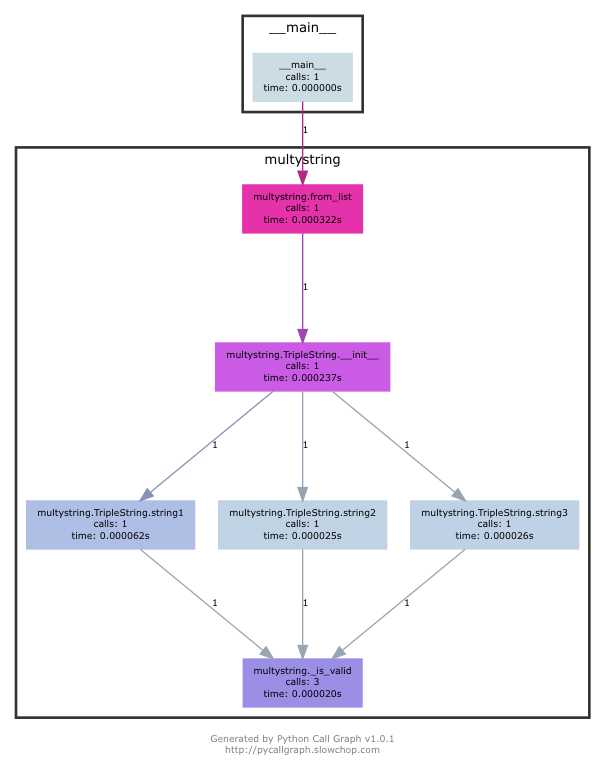 __main__
__main__
calls: 1
time: 0.000000s
1
multystring
multystring.from_list
calls: 1
time: 0.000322s
1
multystring.TripleString.__init__
calls: 1
time: 0.000237s
1
1
1
multystring.TripleString.string1
calls: 1
time: 0.000062s
multystring.TripleString.string2
calls: 1
time: 0.000025s
multystring.TripleString.string3
calls: 1
time: 0.000026s
1
1
1
multystring._is_valid
calls: 3
time: 0.000020s
Generated by Python Call Graph v1.0.1
http://pycallgraph.slowchop.com